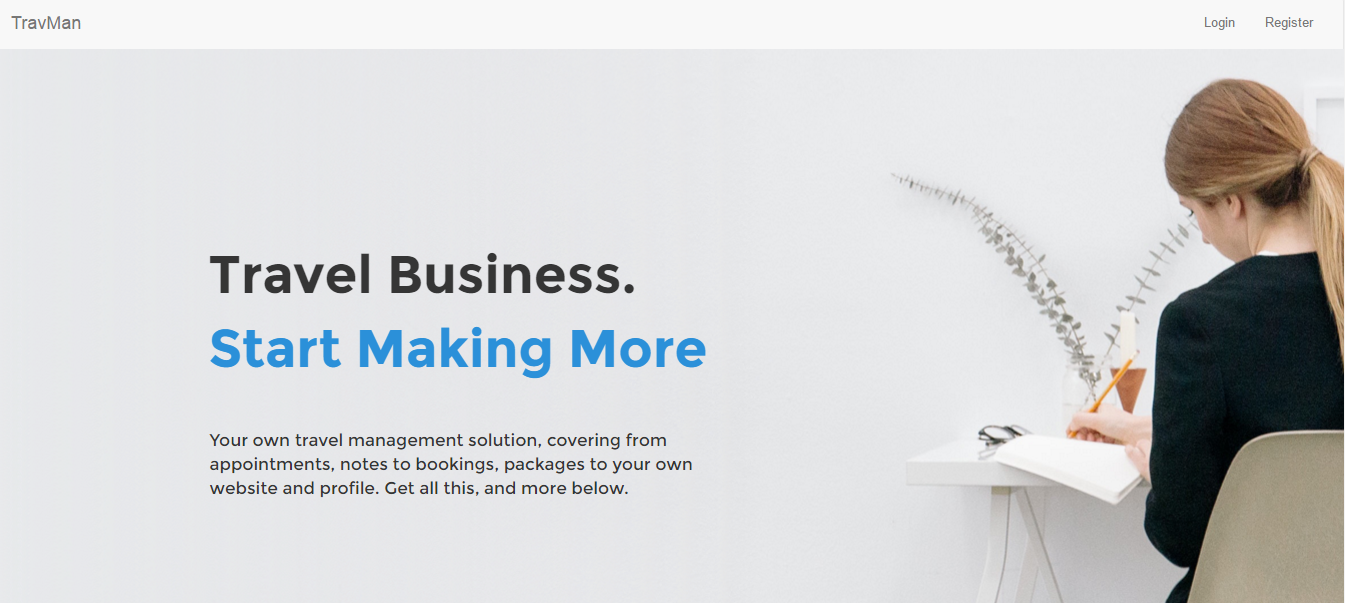 TravMan
Login
Register
Travel Business.
Start Making More
Your own travel management solution, covering from
appointments, notes to bookings, packages to your own
website and profile. Get all this, and more below.